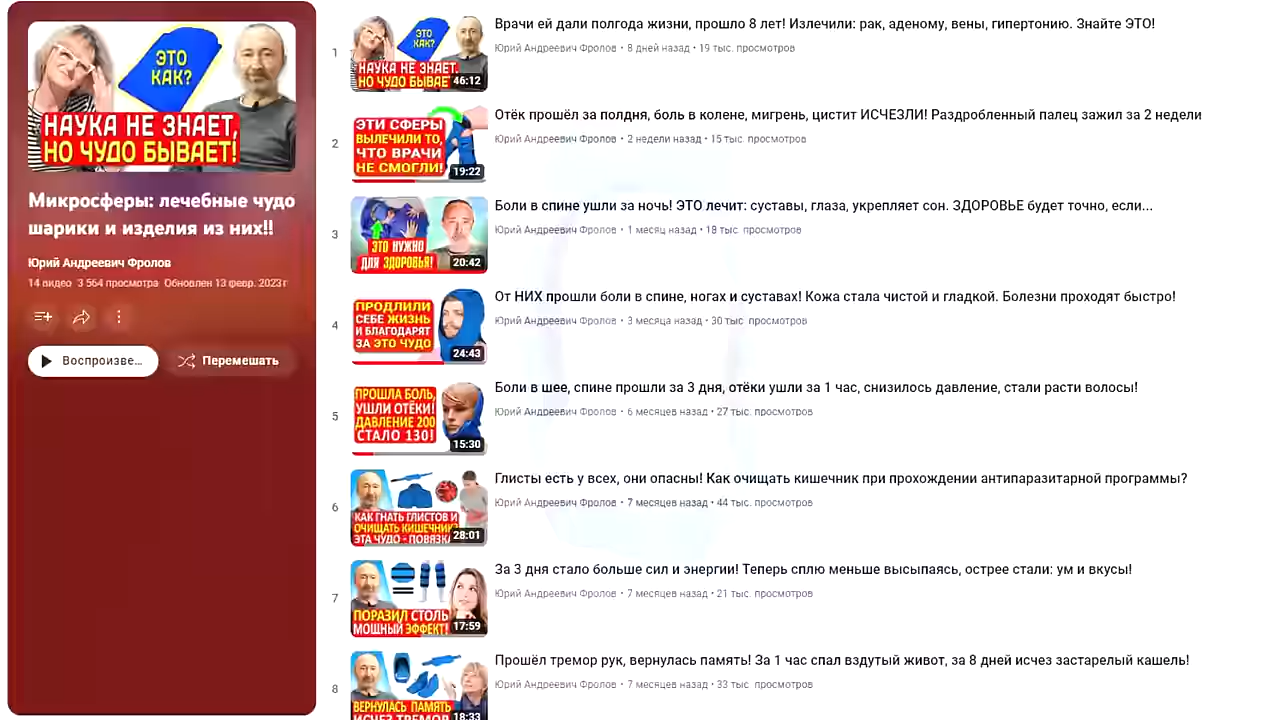 ЭТО
КАК?
НАУКА НЕ ЗНАЕТ,
НО ЧУДО БЫВАЕТ!
Микросферы: лечебные чудо
шарики и изделия из них!!
Юрий Андреевич Фролов
14 видео 3 564 просмотра Обновлен 13 февр. 2023 г
Воспроизве...
Перемешать
1
ЭТО
КАК?
НАУКА НЕ ЗНАЕТ,
НО ЧУДО БЫВАЕТ
46:12
Врачи ей дали полгода жизни, прошло 8 лет! Излечили: рак, аденому, вены, гипертонию. Знайте ЭТО!
Юрий Андреевич Фролов • 8 дней назад • 19 тыс. просмотров
2
ЭТИ СФЕРЫ
ВЫЛЕЧИЛИ ТО,
ЧТО ВРАЧИ
НЕ СМОГЛИ!
19:22
Отёк прошёл за полдня, боль в колене, мигрень, цистит ИСЧЕЗЛИ! Раздробленный палец зажил за 2 недели
Юрий Андреевич Фролов • 2 недели назад • 15 тыс. просмотров
3
ЭТО НУЖНО
ДЛЯ ЗДОРОВЬЯ!
20:42
Боли в спине ушли за ночь! ЭТО лечит: суставы, глаза, укрепляет сон. ЗДОРОВЬЕ будет точно, если...
Юрий Андреевич Фролов • 1 месяц назад • 18 тыс. просмотров
4
ПРОДЛИЛИ
СЕБЕ ЖИЗНЬ
И БЛАГОДАРЯТ
ЗА ЭТО ЧУДО
24:43
От НИХ прошли боли в спине, ногах и суставах! Кожа стала чистой и гладкой. Болезни проходят быстро!
Юрий Андреевич Фролов • 3 месяца назад • 30 тыс. просмотров
5
ПРОШЛА БОЛЬ,
УШЛИ ОТЁКИ!
ДАВЛЕНИЕ 200
СТАЛО 130!
15:30
Боли в шее, спине прошли за 3 дня, отёки ушли за 1 час, снизилось давление, стали расти волосы!
Юрий Андреевич Фролов • 6 месяцев назад • 27 тыс. просмотров
6
КАК ГНАТЬ ГЛИСТОВ И
ОЧИЩАТЬ КИШЕЧНИК?
ЭТА ЧУДО - ПОВЯЗКА
28:01
Глисты есть у всех, они опасны! Как очищать кишечник при прохождении антипаразитарной программы?
Юрий Андреевич Фролов • 7 месяцев назад • 44 тыс. просмотров
7
ПОРАЗИЛ СТОЛЬ
МОЩНЫЙ ЭФФЕКТ!
17:59
За 3 дня стало больше сил и энергии! Теперь сплю меньше высыпаясь, острее стали: ум и вкусы!
Юрий Андреевич Фролов • 7 месяцев назад • 21 тыс. просмотров
8
ВЕРНУЛАСЬ ПАМЯТЬ
ИСЧЕЗ ТРЕМОР
18:33
Прошёл тремор рук, вернулась память! За 1 час спал вздутый живот, за 8 дней исчез застарелый кашель!
Юрий Андреевич Фролов • 7 месяцев назад • 33 тыс. просмотров